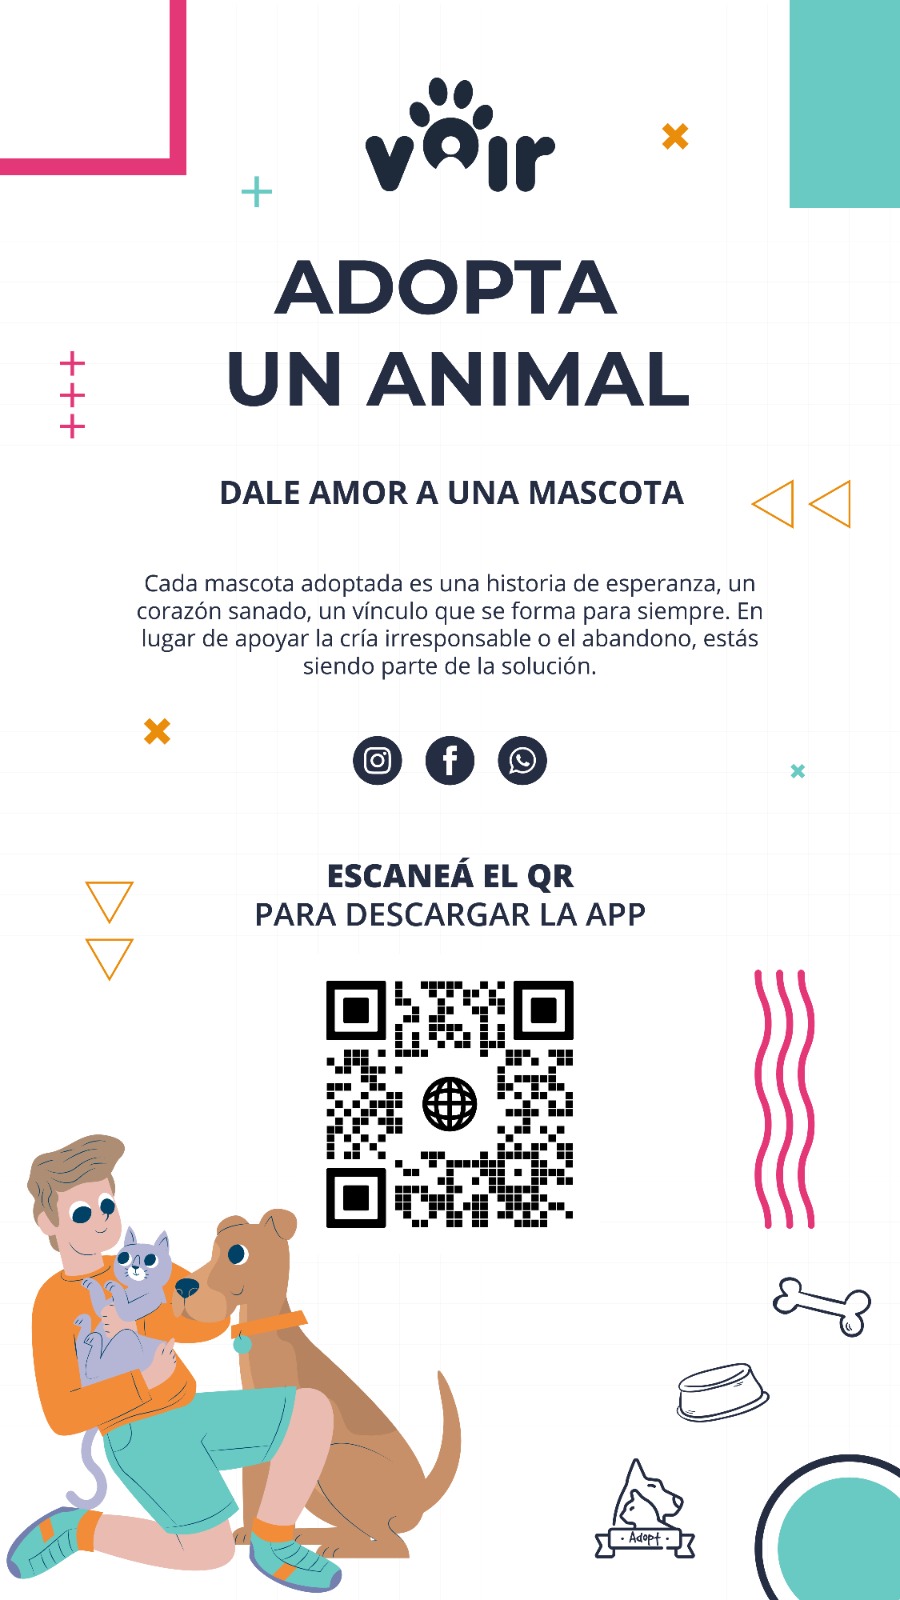 voir
ADOPTA
UN ANIMAL
DALE AMOR A UNA MASCOTA
Cada mascota adoptada es una historia de esperanza, un
corazón sanado, un vínculo que se forma para siempre. En
lugar de apoyar la cría irresponsable o el abandono, estás
siendo parte de la solución.
ESCANEÁ EL QR
PARA DESCARGAR LA APP
· Adopt ·